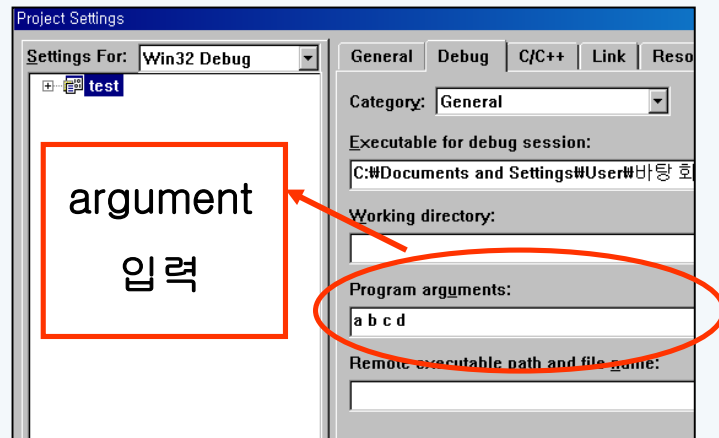 Project Settings
Settings For: Win32 Debug
General Debug C/C++ Link Reso
test
Category: General
Executable for debug session:
C:₩Documents and Settings₩User₩바탕
argument
입력
Working directory:
Program arguments:
a b c d
Remote executable path and file name: